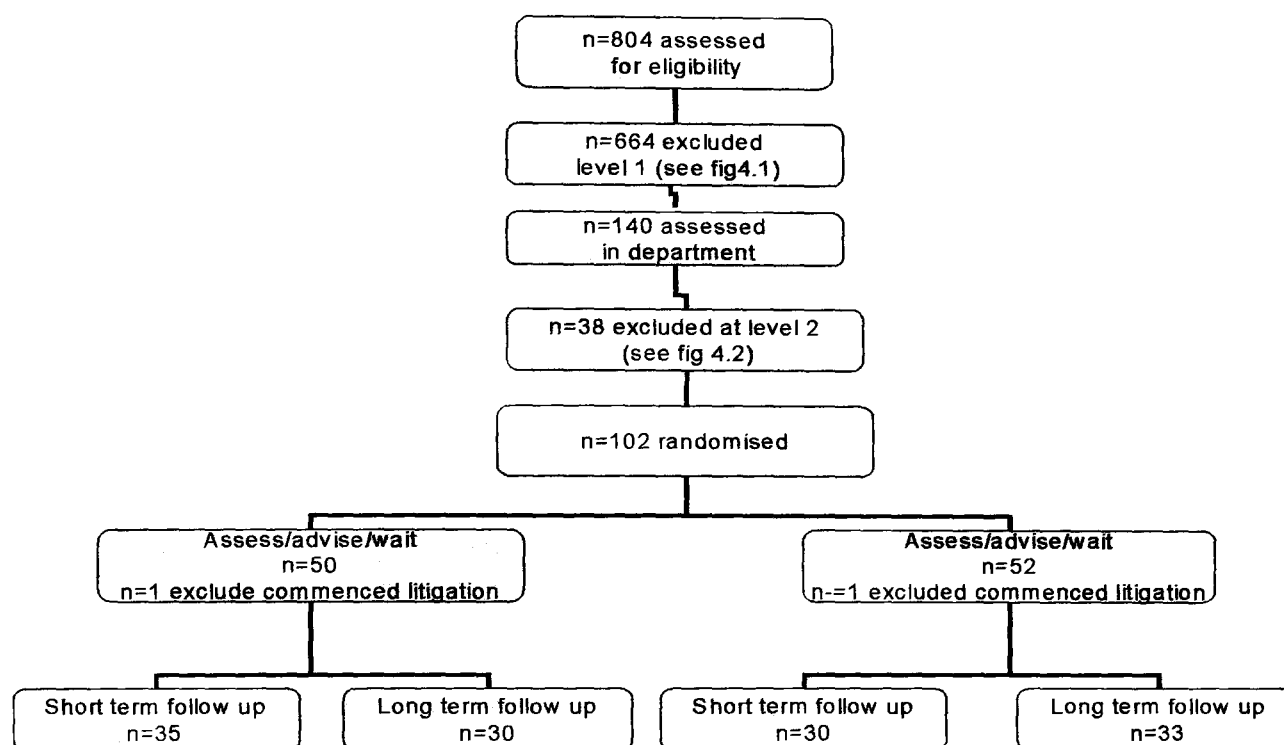 n=804 assessed
for eligibility
n=664 excluded
level 1 (see fig4.1)
n=140 assessed
in department
n=38 excluded at level 2
(see fig 4.2)
n=102 randomised
Assess/advise/wait
n=50
n=1 exclude commenced litigation
Assess/advise/wait
n=52
n-=1 excluded commenced litigation
Short term follow up
n=35
Long term follow up
n=30
Short term follow up
n=30
Long term follow up
n=33